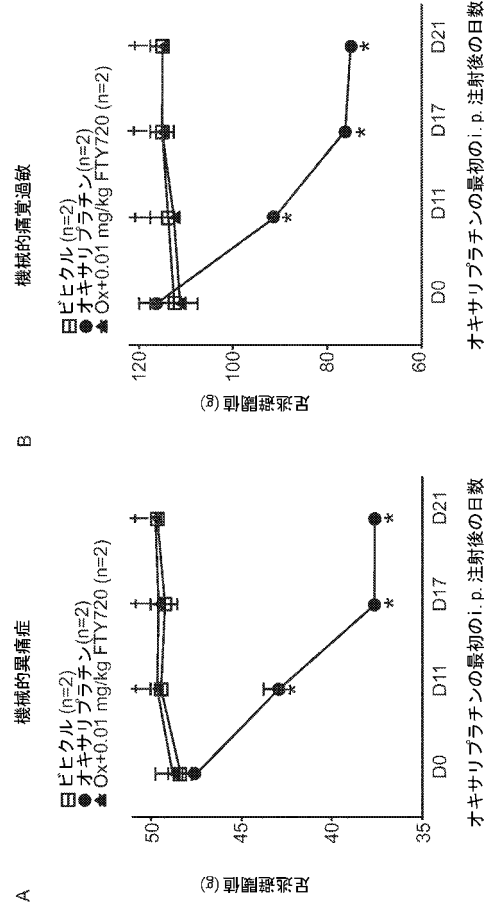 A
機械的異痛症
ビヒクル (n=2)
オキサリプラチン(n=2)
Ox+0.01 mg/kg FTY720 (n=2)
足逃避閾値 (g)
50
45
40
35
†
†
†
†
*
*
*
D0
D11
D17
D21
オキサリプラチンの最初のi.p.注射後の日数
B
機械的痛覚過敏
ビヒクル (n=2)
オキサリプラチン(n=2)
Ox+0.01 mg/kg FTY720 (n=2)
足逃避閾値 (g)
120
100
80
60
†
†
†
*
*
*
D0
D11
D17
D21
オキサリプラチンの最初のi.p.注射後の日数